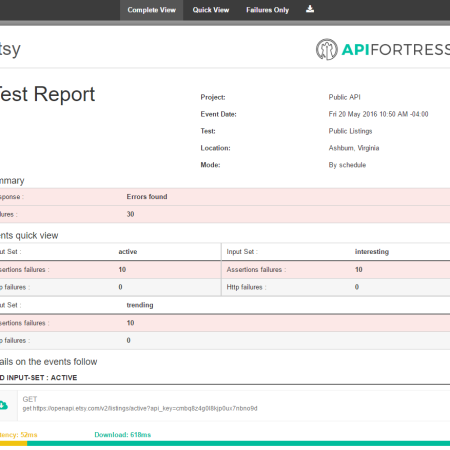 Complete View Quick View Failures Only
tsy APIFORTRESS
Test Report
Project: Public API
Event Date: Fri 20 May 2016 10:50 AM -04:00
Test: Public Listings
Location: Ashburn, Virginia
Mode: By schedule
mmary
sponse : Errors found
lures : 30
ents quick view
ut Set : active Input Set : interesting
sertions failures : 10 Assertions failures : 10
p failures : 0 Http failures : 0
ut Set : trending
sertions failures : 10
p failures : 0
ails on the events follow
D INPUT-SET : ACTIVE
GET
get https://openapi.etsy.com/v2/listings/active?api_key=cmbq8z4g0l8kjp0ux7nbno9d
tency: 52ms Download: 618ms